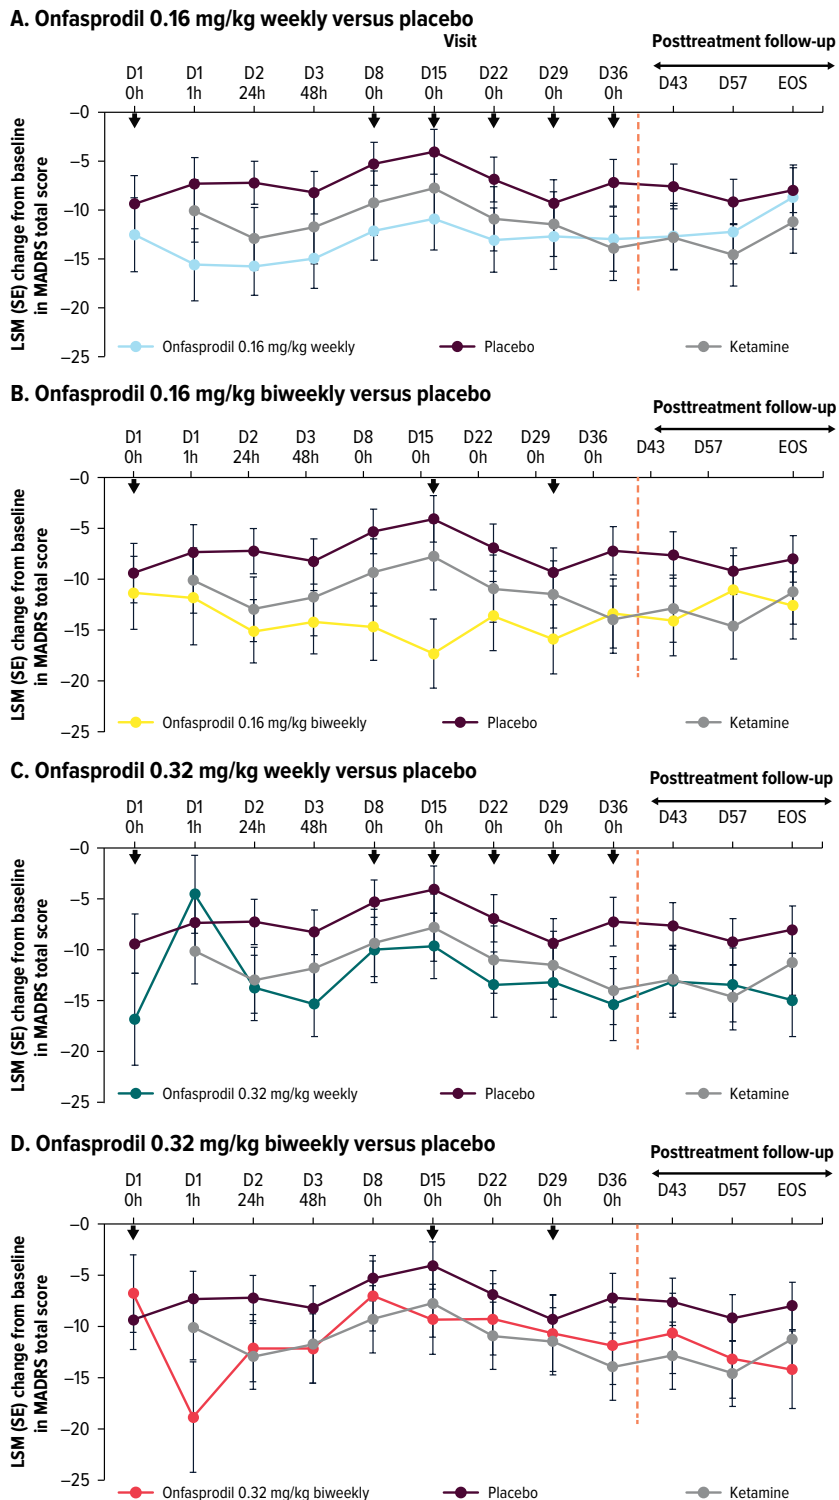 A. Onfasprodil 0.16 mg/kg weekly versus placebo
Visit
Posttreatment follow-up
D1 D1 D2 D3 D8 D15 D22 D29 D36 D43 D57 EOS
0h 1h 24h 48h 0h 0h 0h 0h 0h
LSM (SE) change from baseline
in MADRS total score
–0
–5
–10
–15
–20
–25
Onfasprodil 0.16 mg/kg weekly Placebo Ketamine
B. Onfasprodil 0.16 mg/kg biweekly versus placebo
Posttreatment follow-up
D1 D1 D2 D3 D8 D15 D22 D29 D36 D43 D57 EOS
0h 1h 24h 48h 0h 0h 0h 0h 0h
LSM (SE) change from baseline
in MADRS total score
–0
–5
–10
–15
–20
–25
Onfasprodil 0.16 mg/kg biweekly Placebo Ketamine
C. Onfasprodil 0.32 mg/kg weekly versus placebo
Posttreatment follow-up
D1 D1 D2 D3 D8 D15 D22 D29 D36 D43 D57 EOS
0h 1h 24h 48h 0h 0h 0h 0h 0h
LSM (SE) change from baseline
in MADRS total score
–0
–5
–10
–15
–20
–25
Onfasprodil 0.32 mg/kg weekly Placebo Ketamine
D. Onfasprodil 0.32 mg/kg biweekly versus placebo
Posttreatment follow-up
D1 D1 D2 D3 D8 D15 D22 D29 D36 D43 D57 EOS
0h 1h 24h 48h 0h 0h 0h 0h 0h
LSM (SE) change from baseline
in MADRS total score
–0
–5
–10
–15
–20
–25
Onfasprodil 0.32 mg/kg biweekly Placebo Ketamine